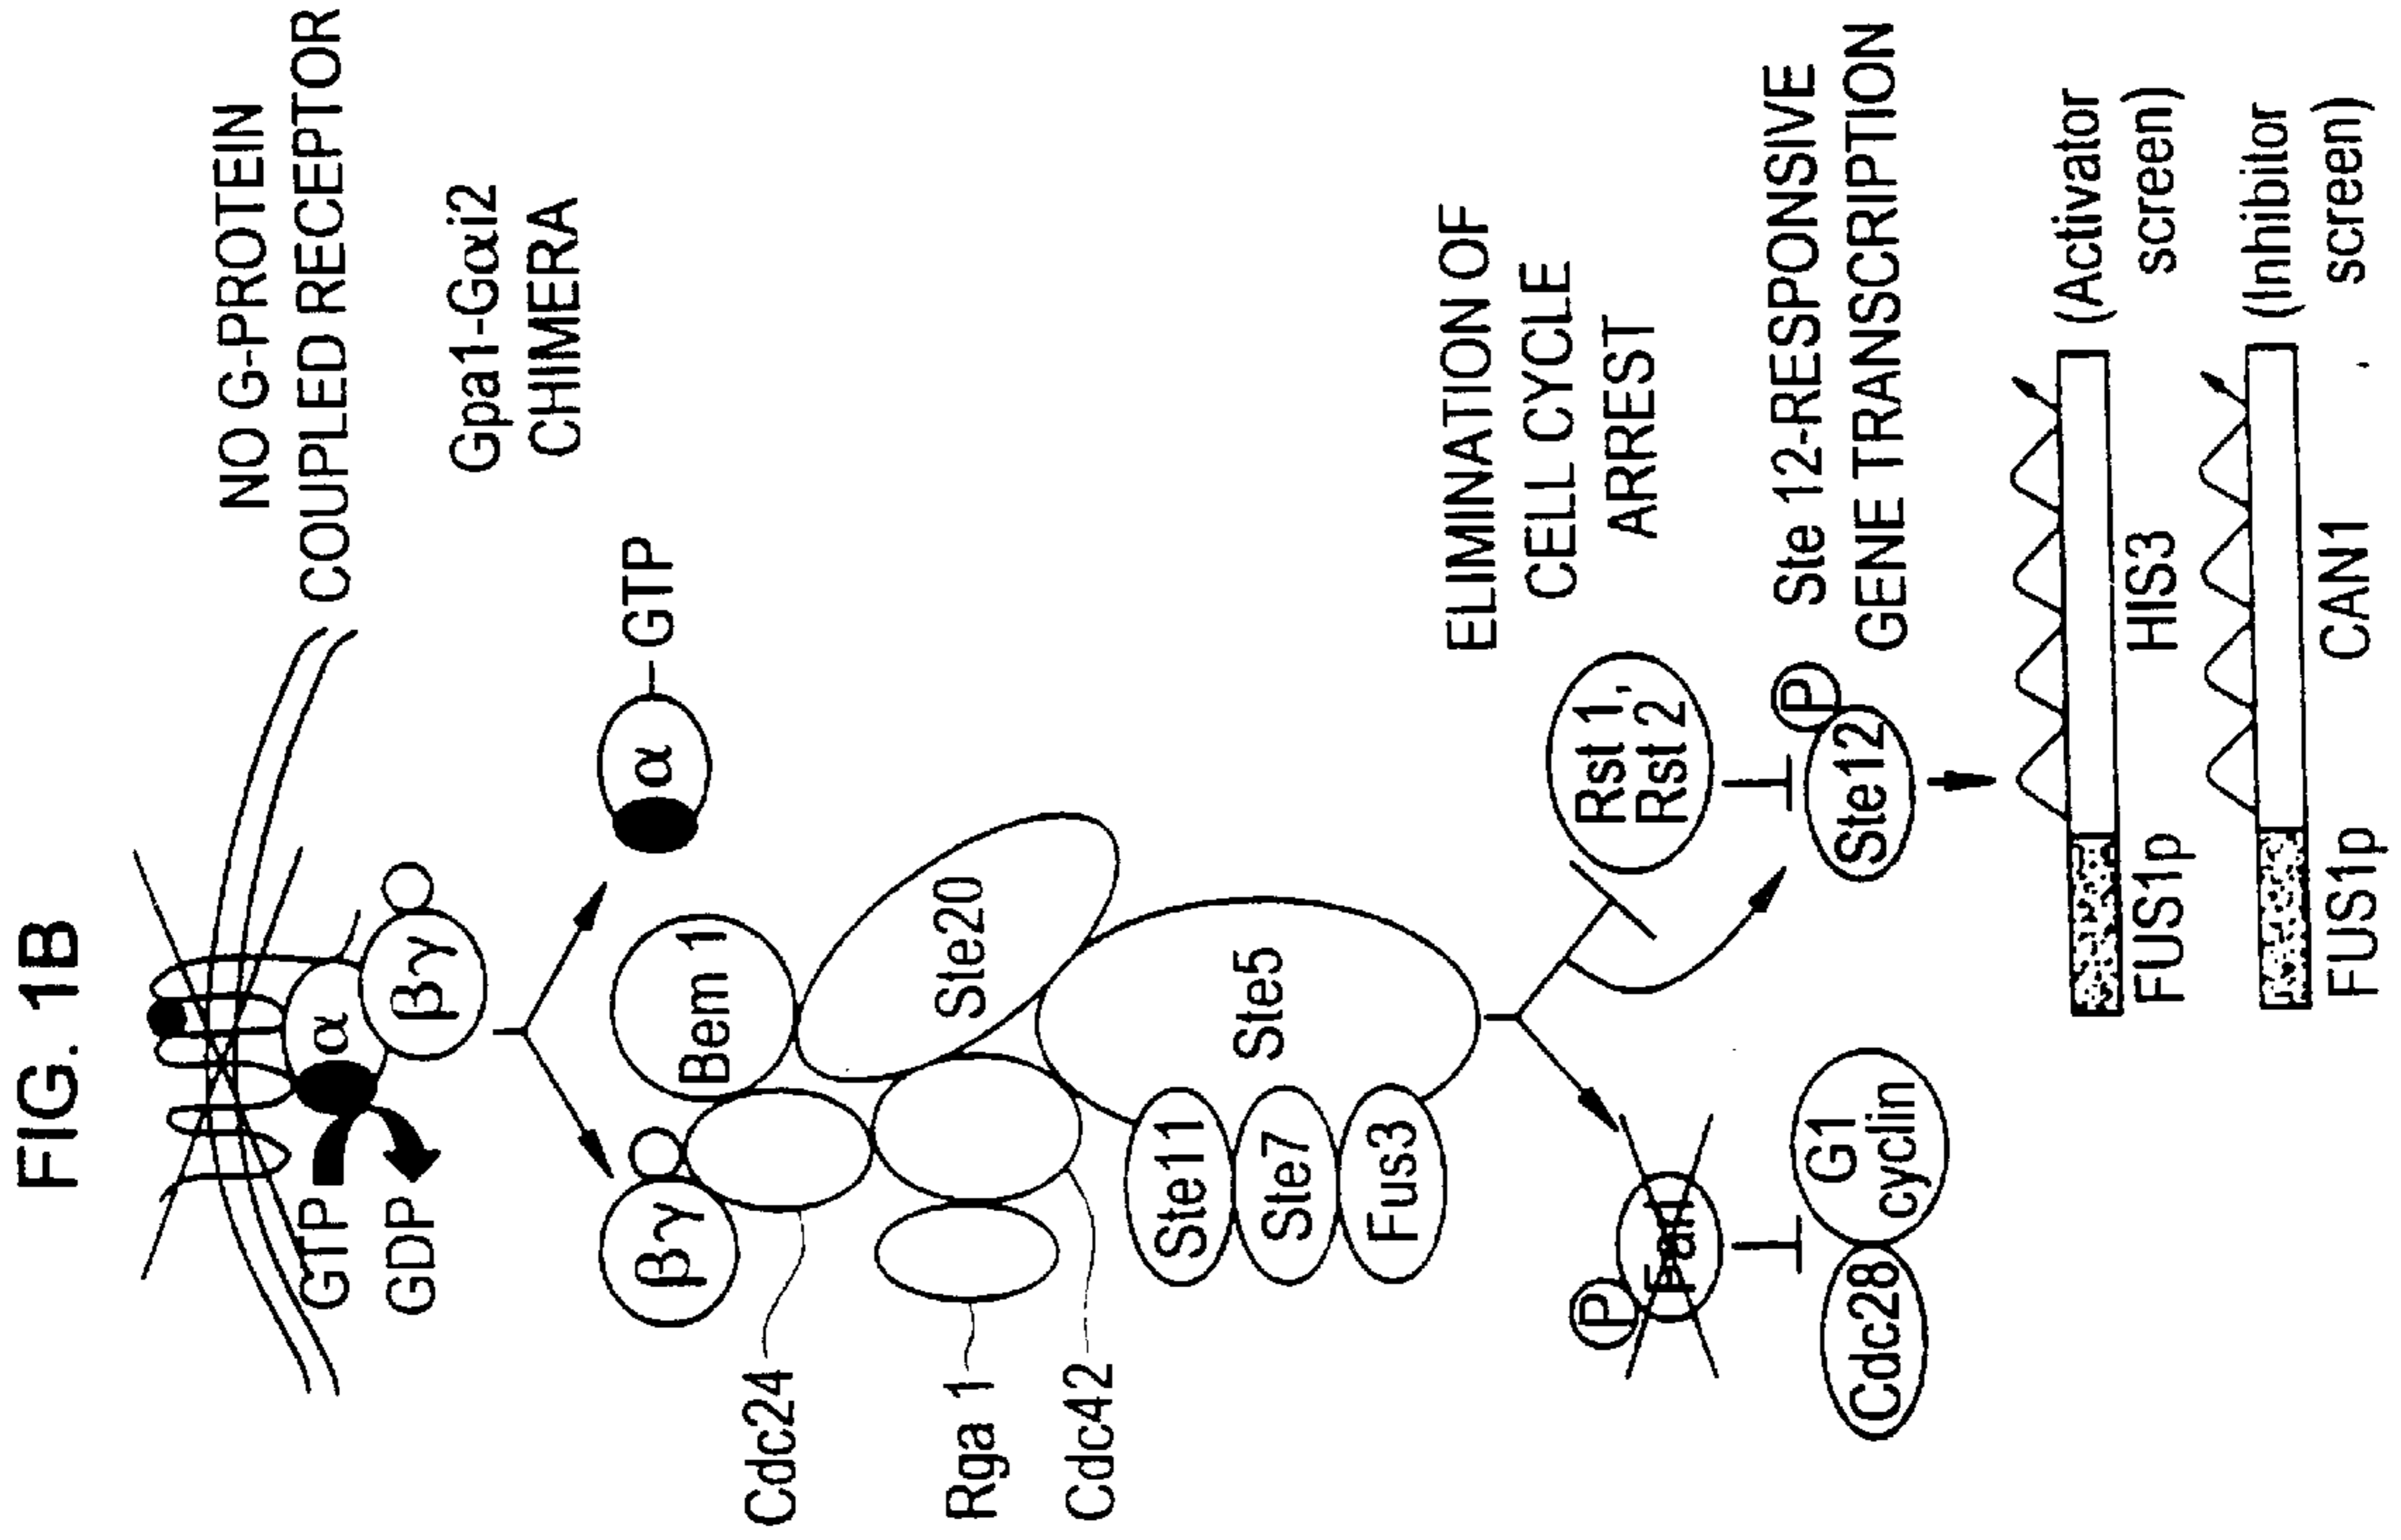 FIG. 1B
NO G-PROTEIN
COUPLED RECEPTOR
GTP
α
GDP
βγ
Gpa1-Gαi2
CHIMERA
βγ
Bem 1
α
GTP
Cdc24
Ste20
Rga 1
Cdc42
Ste11
Ste5
Ste7
Fus3
ELIMINATION OF
CELL CYCLE
ARREST
P
Far1
Rst 1,
Rst 2
Cdc28
G1
cyclin
Ste12
P
Ste 12-RESPONSIVE
GENE TRANSCRIPTION
FUS1p
HIS3
(Activator
screen)
FUS1p
CAN1
(Inhibitor
screen)